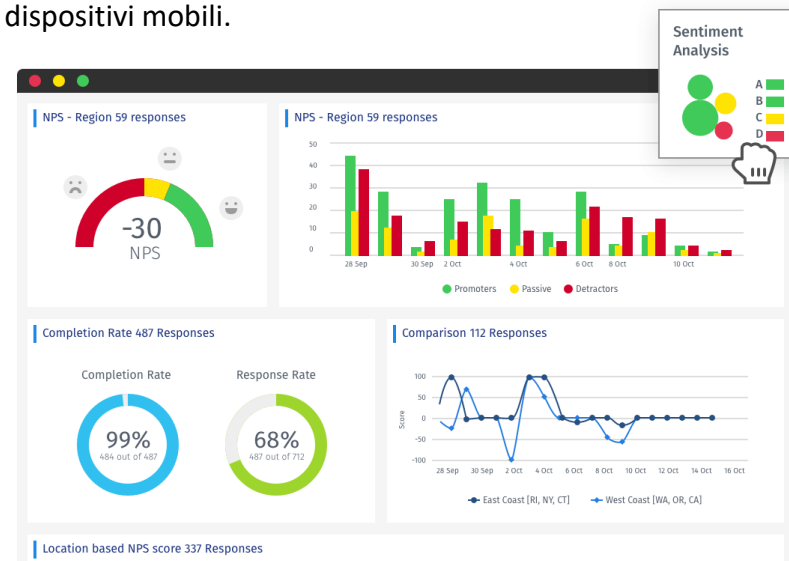 dispositivi mobili.
Sentiment
Analysis
A
B
C
D
NPS - Region 59 responses
-30
NPS
NPS - Region 59 responses
50
40
30
20
10
0
28 Sep 30 Sep 2 Oct 4 Oct 6 Oct 8 Oct 10 Oct
Promoters Passive Detractors
Completion Rate 487 Responses
Completion Rate
99%
484 out of 487
Response Rate
68%
487 out of 712
Comparison 112 Responses
Score
100
50
0
-50
-100
28 Sep 30 Sep 2 Oct 4 Oct 6 Oct 8 Oct 10 Oct 12 Oct 14 Oct 16 Oct
East Coast [RI, NY, CT] West Coast [WA, OR, CA]
Location based NPS score 337 Responses